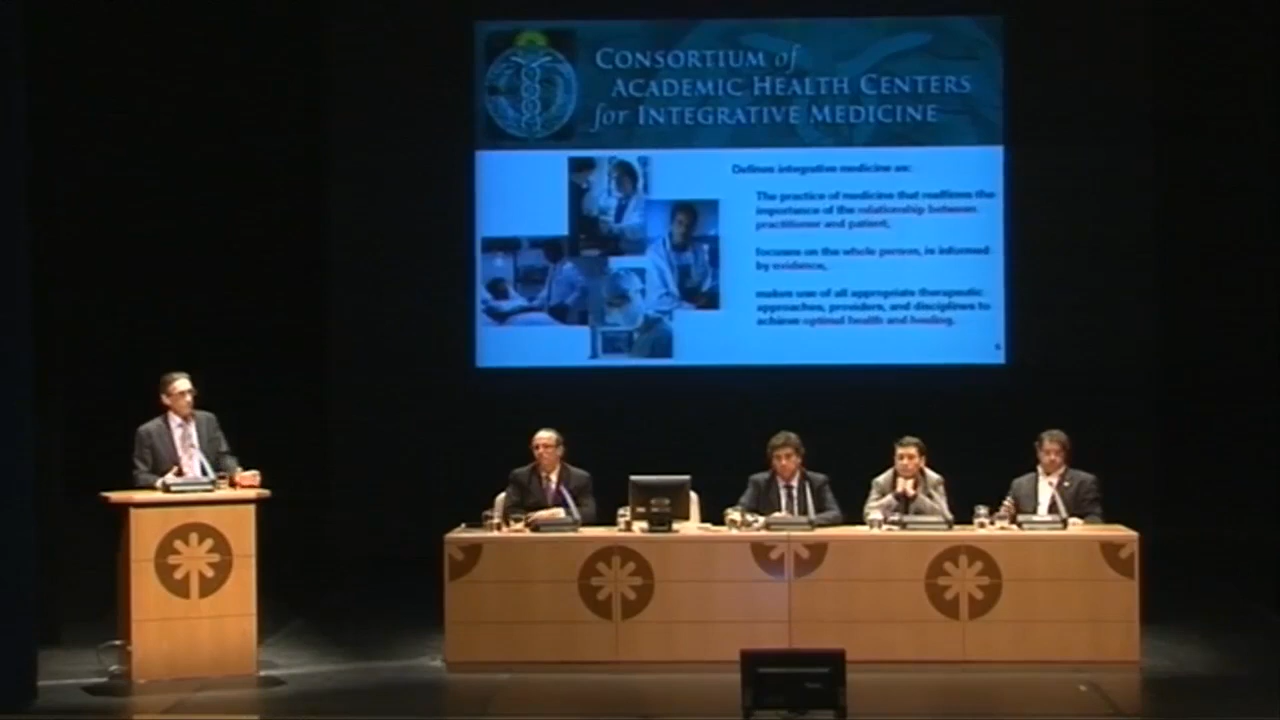 CONSORTIUM of
ACADEMIC HEALTH CENTERS
for INTEGRATIVE MEDICINE
Defines integrative medicine as:
The practice of medicine that reaffirms the
importance of the relationship between
practitioner and patient,
focuses on the whole person, is informed
by evidence,
makes use of all appropriate therapeutic
approaches, providers, and disciplines to
achieve optimal health and healing.
6